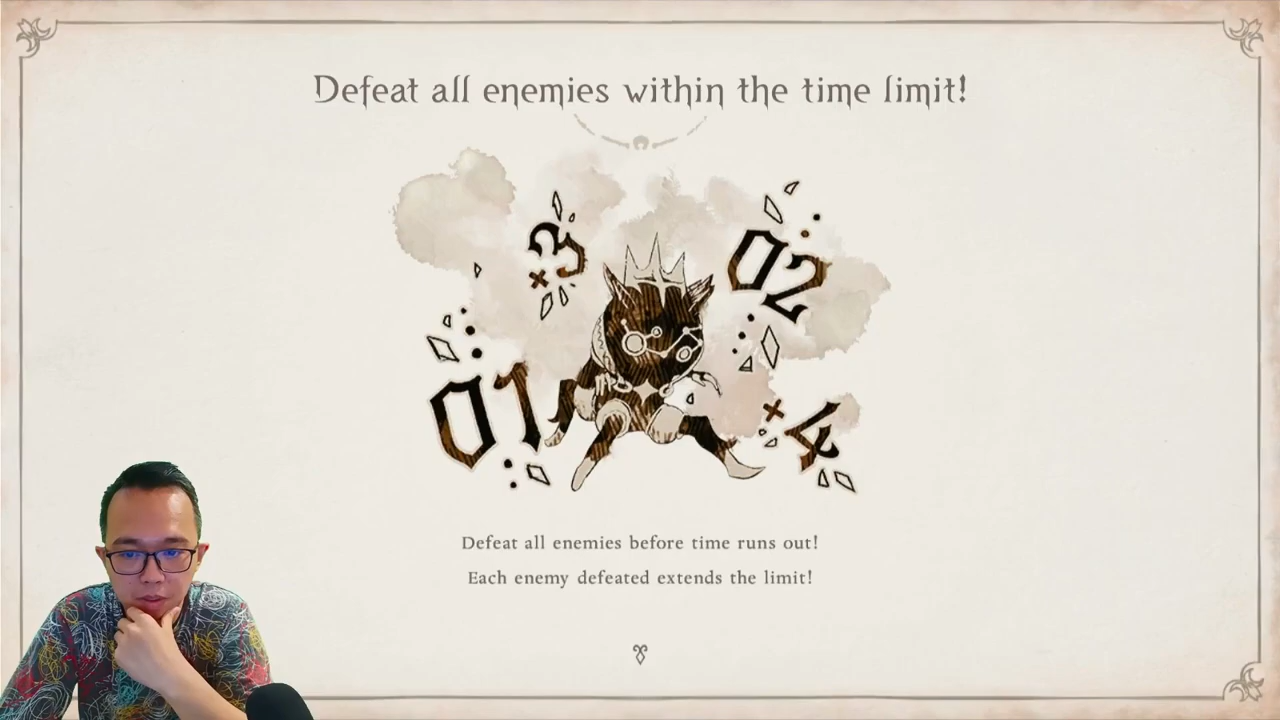 Defeat all enemies within the time limit!
×3
02
01
×4
Defeat all enemies before time runs out!
Each enemy defeated extends the limit!